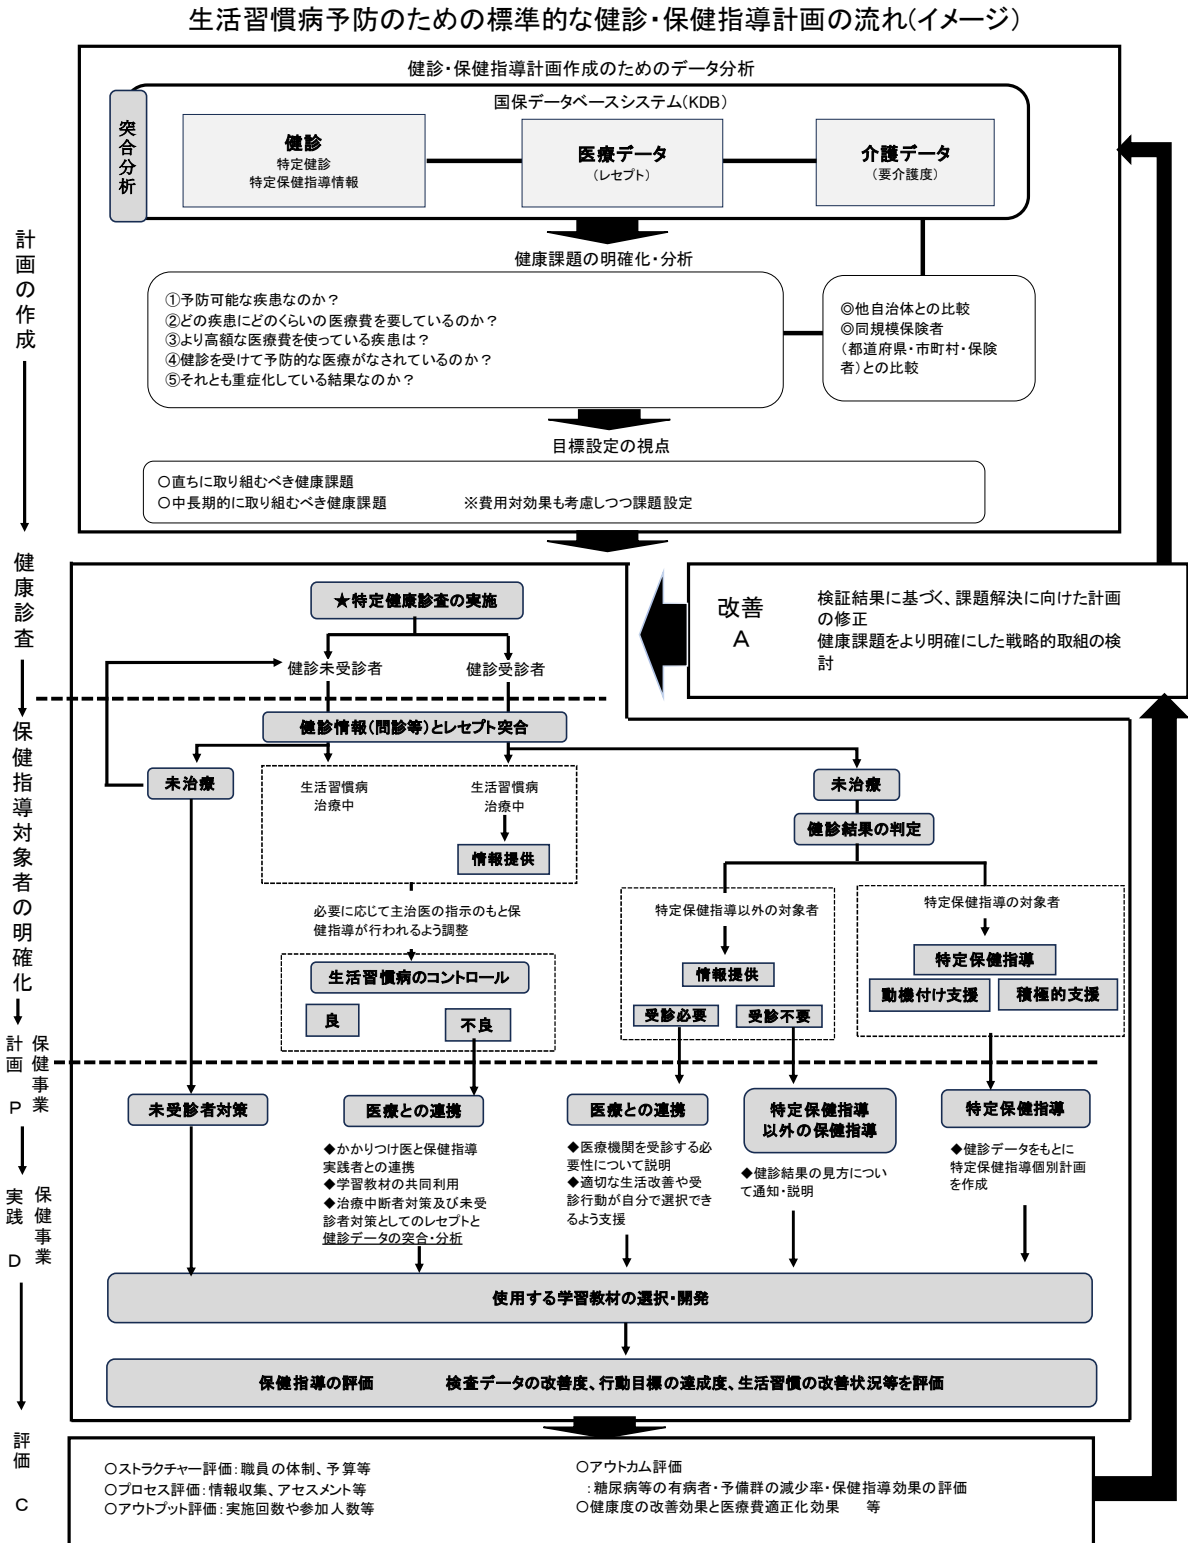 生活習慣病予防のための標準的な健診・保健指導計画の流れ(イメージ)
健診・保健指導計画作成のためのデータ分析
国保データベースシステム(KDB)
突合分析
健診
特定健診
特定保健指導情報
医療データ
(レセプト)
介護データ
(要介護度)
健康課題の明確化・分析
①予防可能な疾患なのか?
②どの疾患にどのくらいの医療費を要しているのか?
③より高額な医療費を使っている疾患は?
④健診を受けて予防的な医療がなされているのか?
⑤それとも重症化している結果なのか?
◎他自治体との比較
◎同規模保険者
(都道府県・市町村・保険
者)との比較
目標設定の視点
○直ちに取り組むべき健康課題
○中長期的に取り組むべき健康課題 ※費用対効果も考慮しつつ課題設定
計画の作成
健康診査
保健指導対象者の明確化
保健事業
計画 P
保健事業
実践 D
評価 C
改善
A
検証結果に基づく、課題解決に向けた計画
の修正
健康課題をより明確にした戦略的取組の検
討
★特定健康診査の実施
健診未受診者
健診受診者
健診情報(問診等)とレセプト突合
未治療
生活習慣病
治療中
生活習慣病
治療中
情報提供
未治療
健診結果の判定
必要に応じて主治医の指示のもと保
健指導が行われるよう調整
生活習慣病のコントロール
良
不良
特定保健指導以外の対象者
情報提供
受診必要
受診不要
特定保健指導の対象者
特定保健指導
動機付け支援
積極的支援
未受診者対策
医療との連携
◆かかりつけ医と保健指導
実践者との連携
◆学習教材の共同利用
◆治療中断者対策及び未受
診者対策としてのレセプトと
健診データの突合・分析
医療との連携
◆医療機関を受診する必
要性について説明
◆適切な生活改善や受
診行動が自分で選択でき
るよう支援
特定保健指導
以外の保健指導
◆健診結果の見方につい
て通知・説明
特定保健指導
◆健診データをもとに
特定保健指導個別計画
を作成
使用する学習教材の選択・開発
保健指導の評価 検査データの改善度、行動目標の達成度、生活習慣の改善状況等を評価
○ストラクチャー評価:職員の体制、予算等
○プロセス評価:情報収集、アセスメント等
○アウトプット評価:実施回数や参加人数等
○アウトカム評価
:糖尿病等の有病者・予備群の減少率・保健指導効果の評価
○健康度の改善効果と医療費適正化効果 等